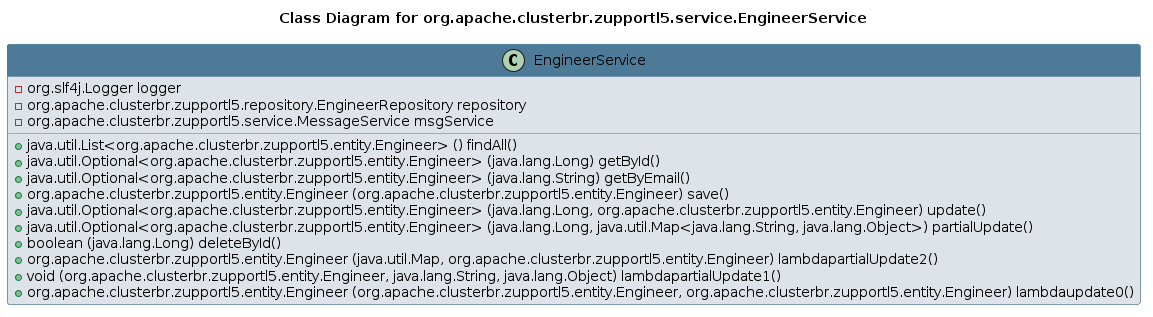 Class Diagram for org.apache.clusterbr.zupportl5.service.EngineerService
C EngineerService
org.slf4j.Logger logger
org.apache.clusterbr.zupportl5.repository.EngineerRepository repository
org.apache.clusterbr.zupportl5.service.MessageService msgService
java.util.List<org.apache.clusterbr.zupportl5.entity.Engineer> () findAll()
java.util.Optional<org.apache.clusterbr.zupportl5.entity.Engineer> (java.lang.Long) getById()
java.util.Optional<org.apache.clusterbr.zupportl5.entity.Engineer> (java.lang.String) getByEmail()
org.apache.clusterbr.zupportl5.entity.Engineer (org.apache.clusterbr.zupportl5.entity.Engineer) save()
java.util.Optional<org.apache.clusterbr.zupportl5.entity.Engineer> (java.lang.Long, org.apache.clusterbr.zupportl5.entity.Engineer) update()
java.util.Optional<org.apache.clusterbr.zupportl5.entity.Engineer> (java.lang.Long, java.util.Map<java.lang.String, java.lang.Object>) partialUpdate()
boolean (java.lang.Long) deleteById()
org.apache.clusterbr.zupportl5.entity.Engineer (java.util.Map, org.apache.clusterbr.zupportl5.entity.Engineer) lambdapartialUpdate2()
void (org.apache.clusterbr.zupportl5.entity.Engineer, java.lang.String, java.lang.Object) lambdapartialUpdate1()
org.apache.clusterbr.zupportl5.entity.Engineer (org.apache.clusterbr.zupportl5.entity.Engineer, org.apache.clusterbr.zupportl5.entity.Engineer) lambdaupdate0()